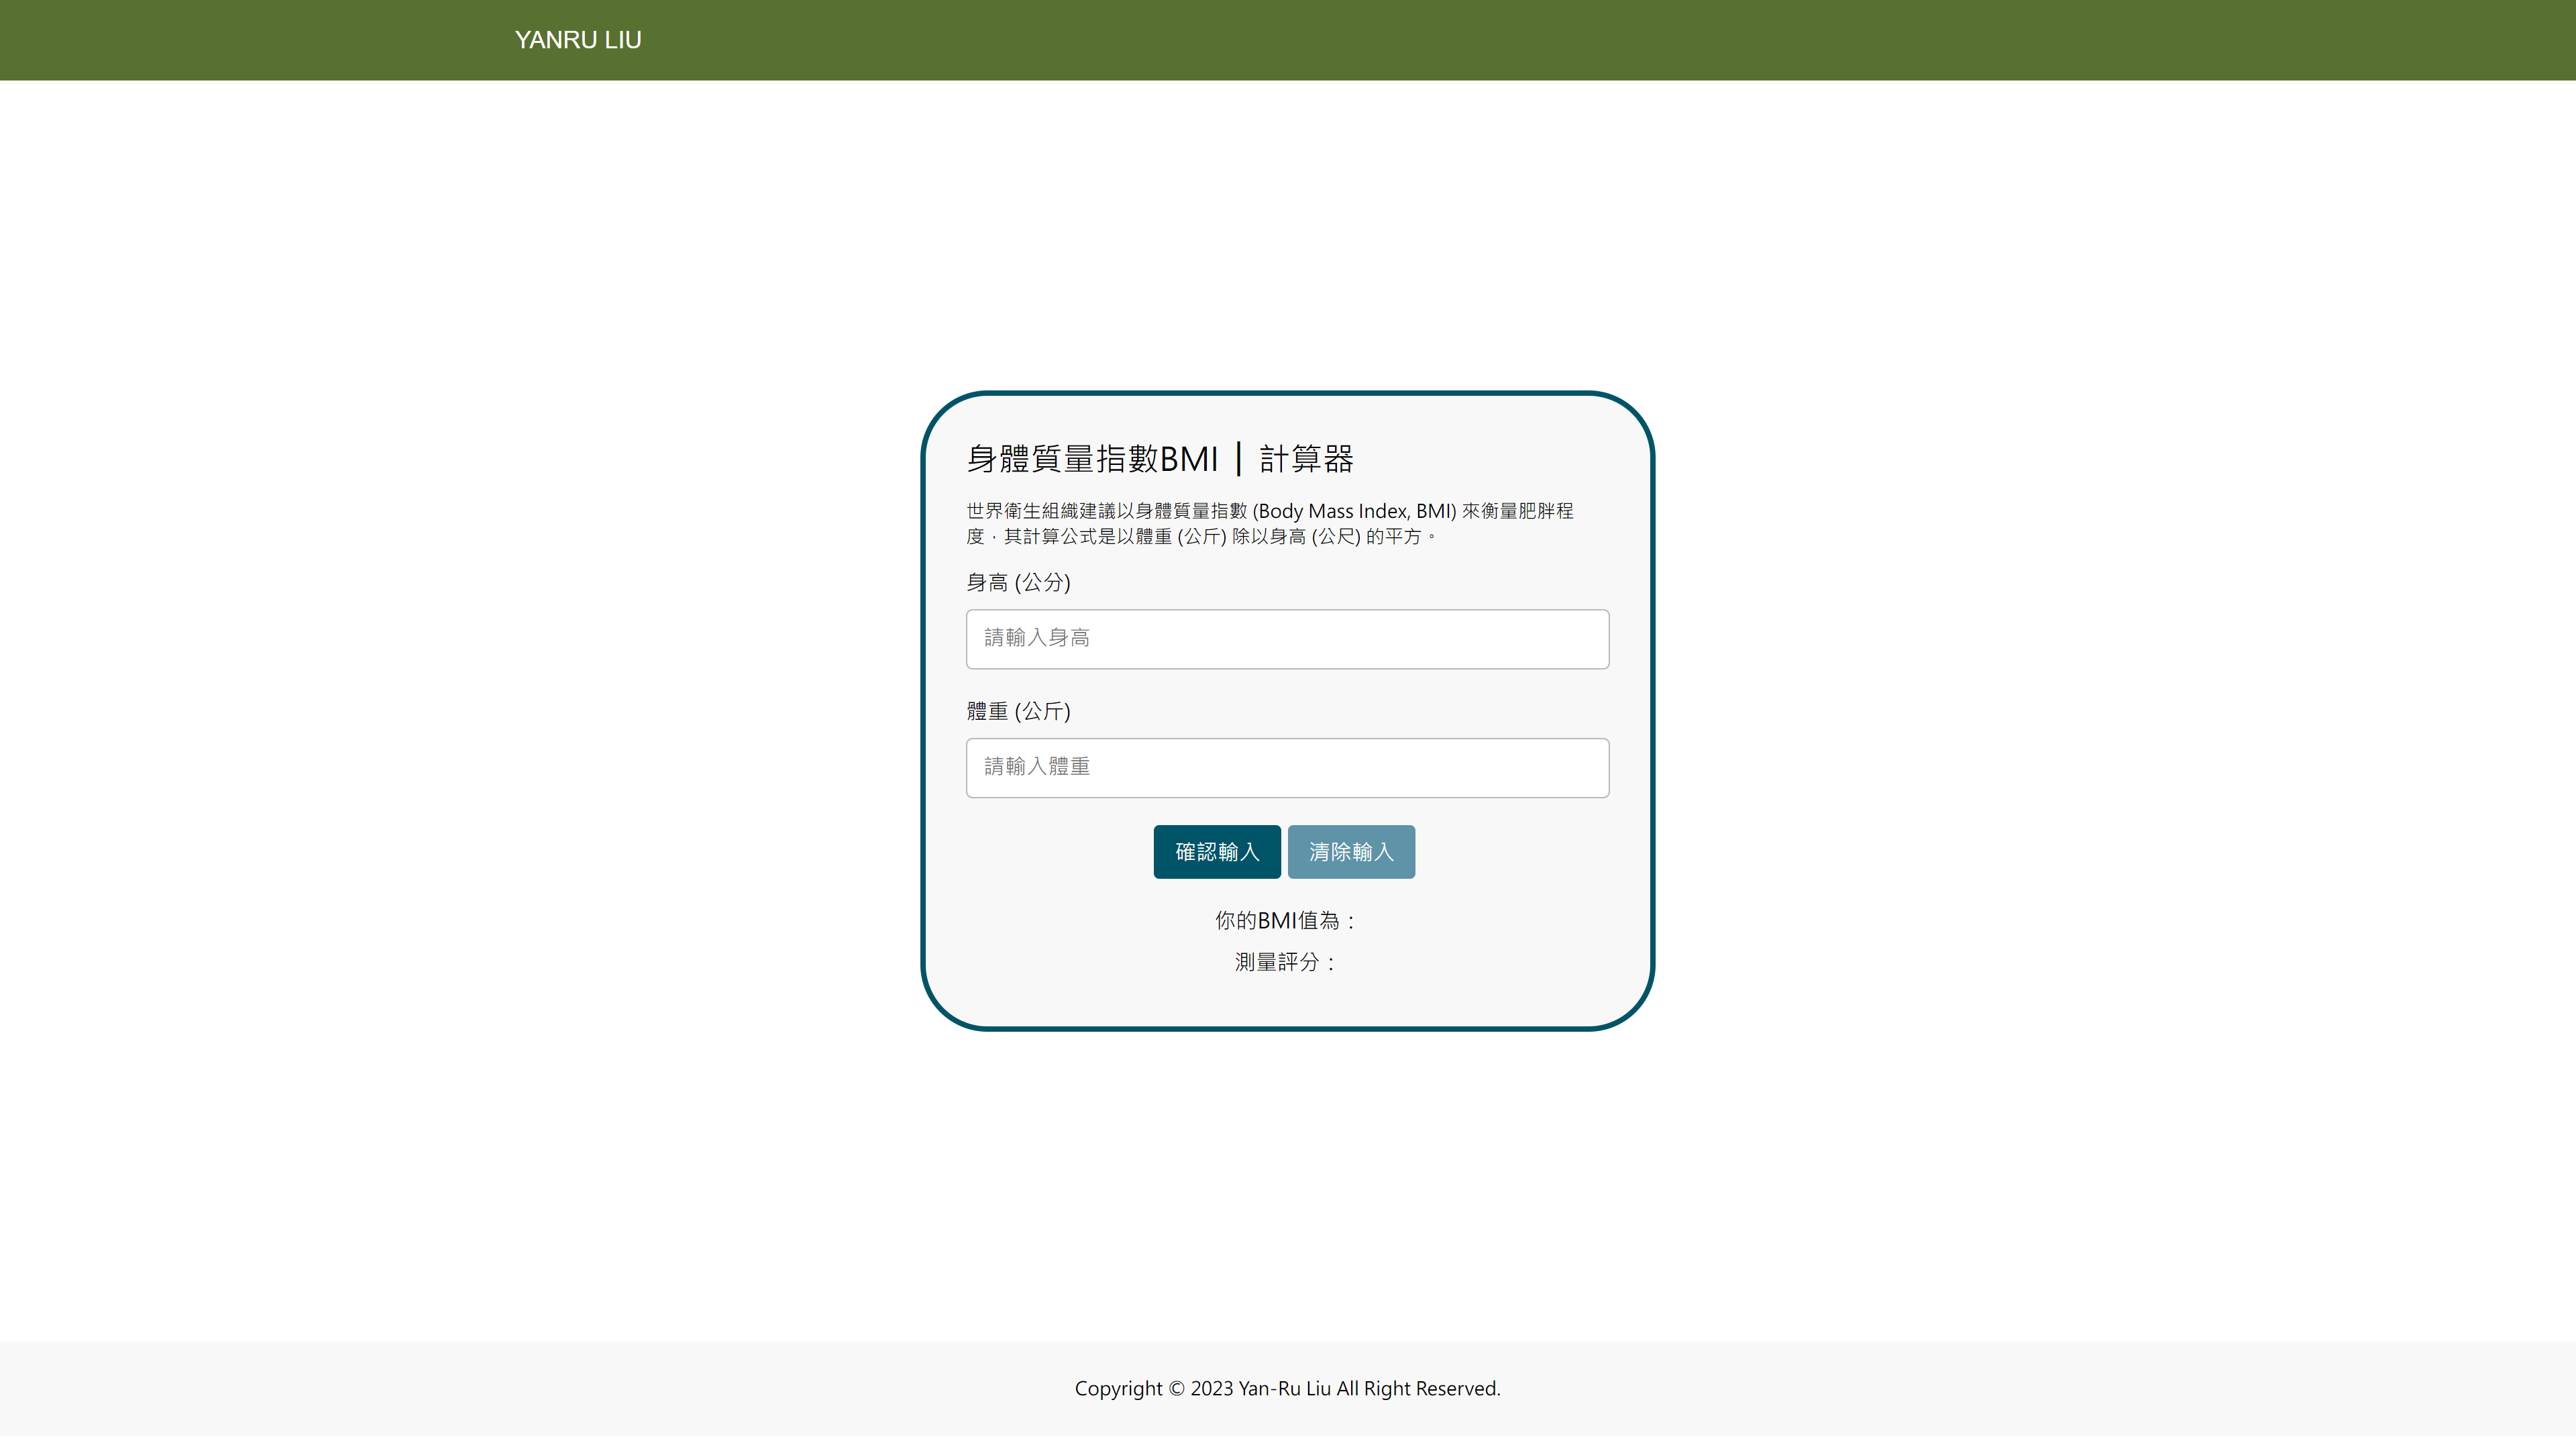 YANRU LIU
身體質量指數BMI｜計算器
世界衛生組織建議以身體質量指數 (Body Mass Index, BMI) 來衡量肥胖程
度，其計算公式是以體重 (公斤) 除以身高 (公尺) 的平方。
身高 (公分)
請輸入身高
體重 (公斤)
請輸入體重
確認輸入 清除輸入
你的BMI值為：
測量評分：
Copyright © 2023 Yan-Ru Liu All Right Reserved.